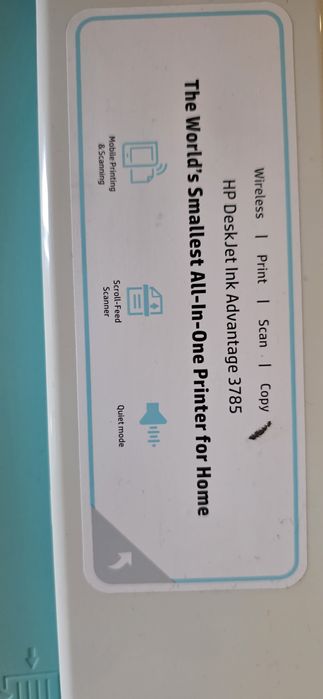 Wireless | Print | Scan | Copy
HP DeskJet Ink Advantage 3785
The World's Smallest All-In-One Printer for Home
Mobile Printing
& Scanning
Scroll-Feed
Scanner
Quiet mode